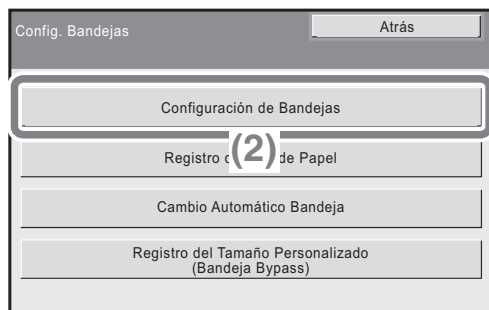 Config. Bandejas
Atrás
Configuración de Bandejas
(2)
Registro de Papel
Cambio Automático Bandeja
Registro del Tamaño Personalizado
(Bandeja Bypass)